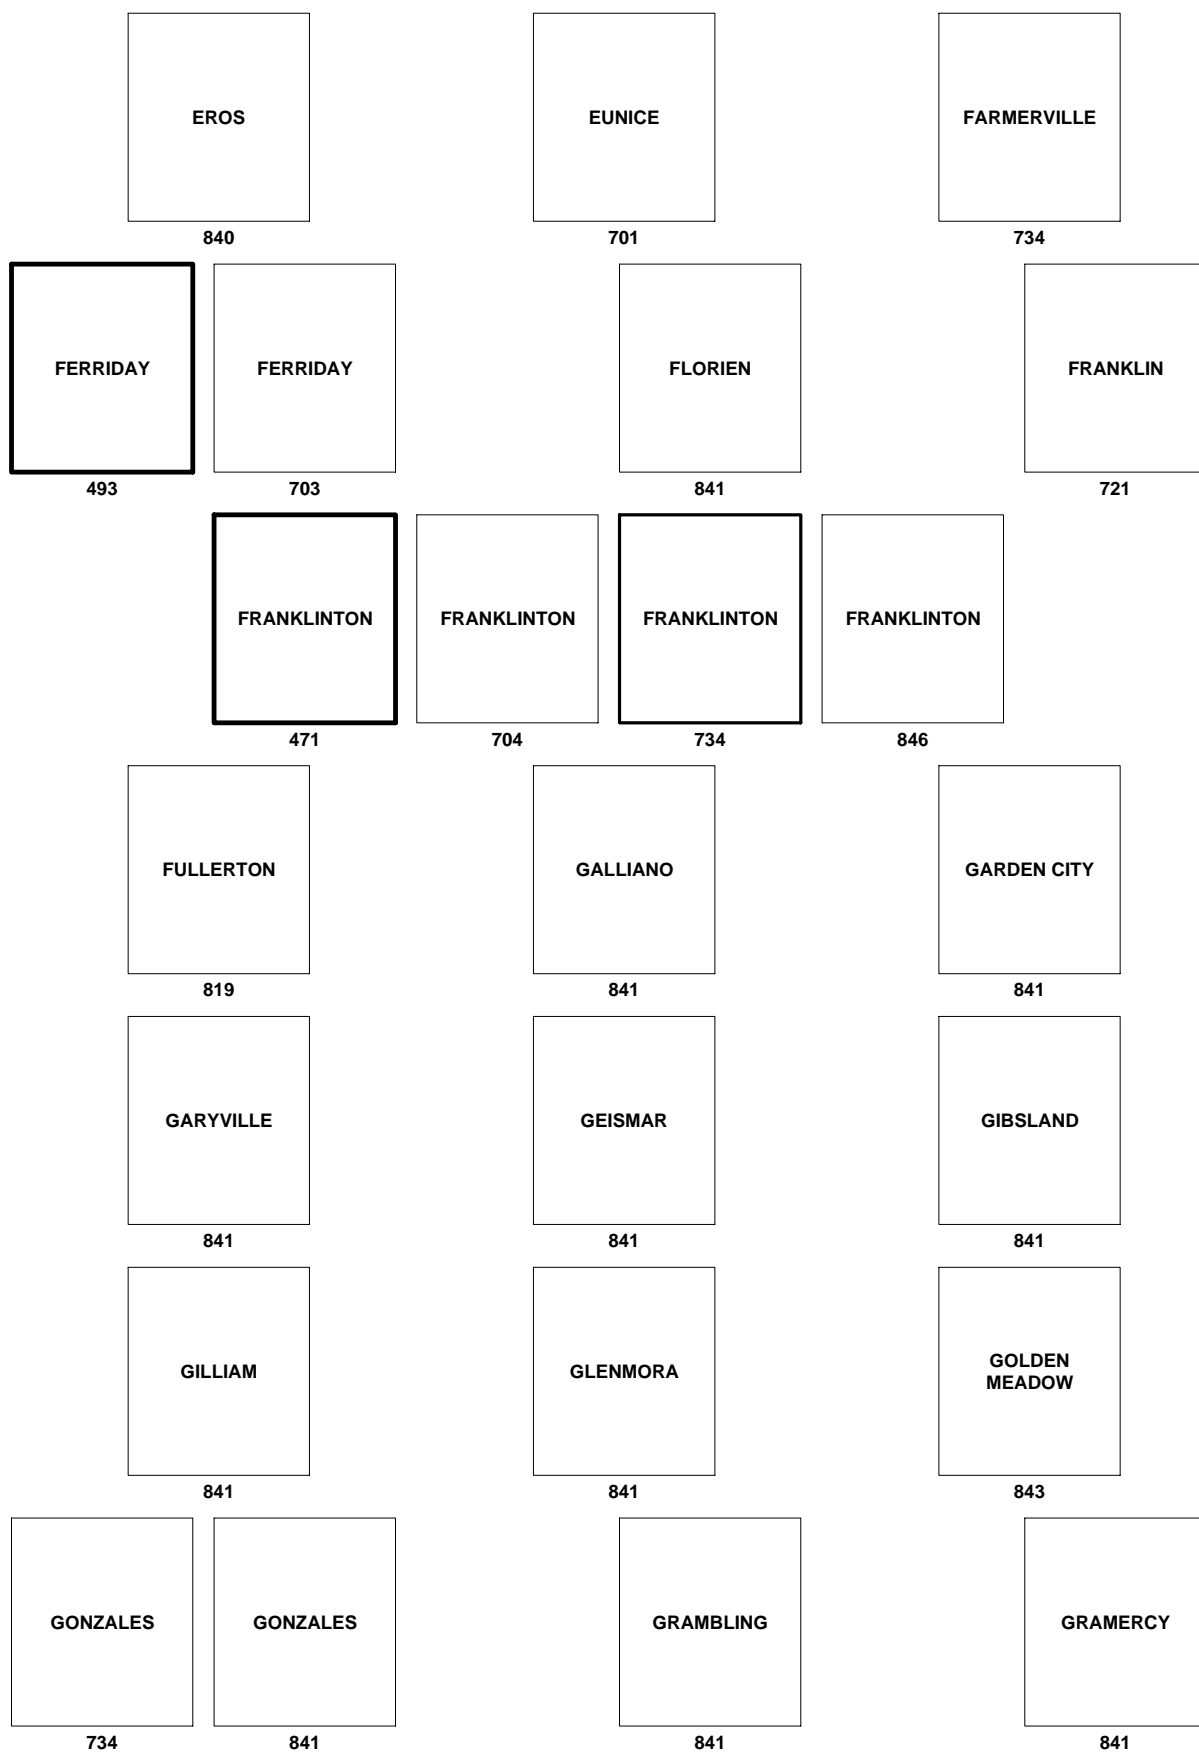 EROS
EUNICE
FARMERVILLE
840
701
734
FERRIDAY
FERRIDAY
FLORIEN
FRANKLIN
493
703
841
721
FRANKLINTON
FRANKLINTON
FRANKLINTON
FRANKLINTON
471
704
734
846
FULLERTON
GALLIANO
GARDEN CITY
819
841
841
GARYVILLE
GEISMAR
GIBSLAND
841
841
841
GILLIAM
GLENMORA
GOLDEN
MEADOW
841
841
843
GONZALES
GONZALES
GRAMBLING
GRAMERCY
734
841
841
841